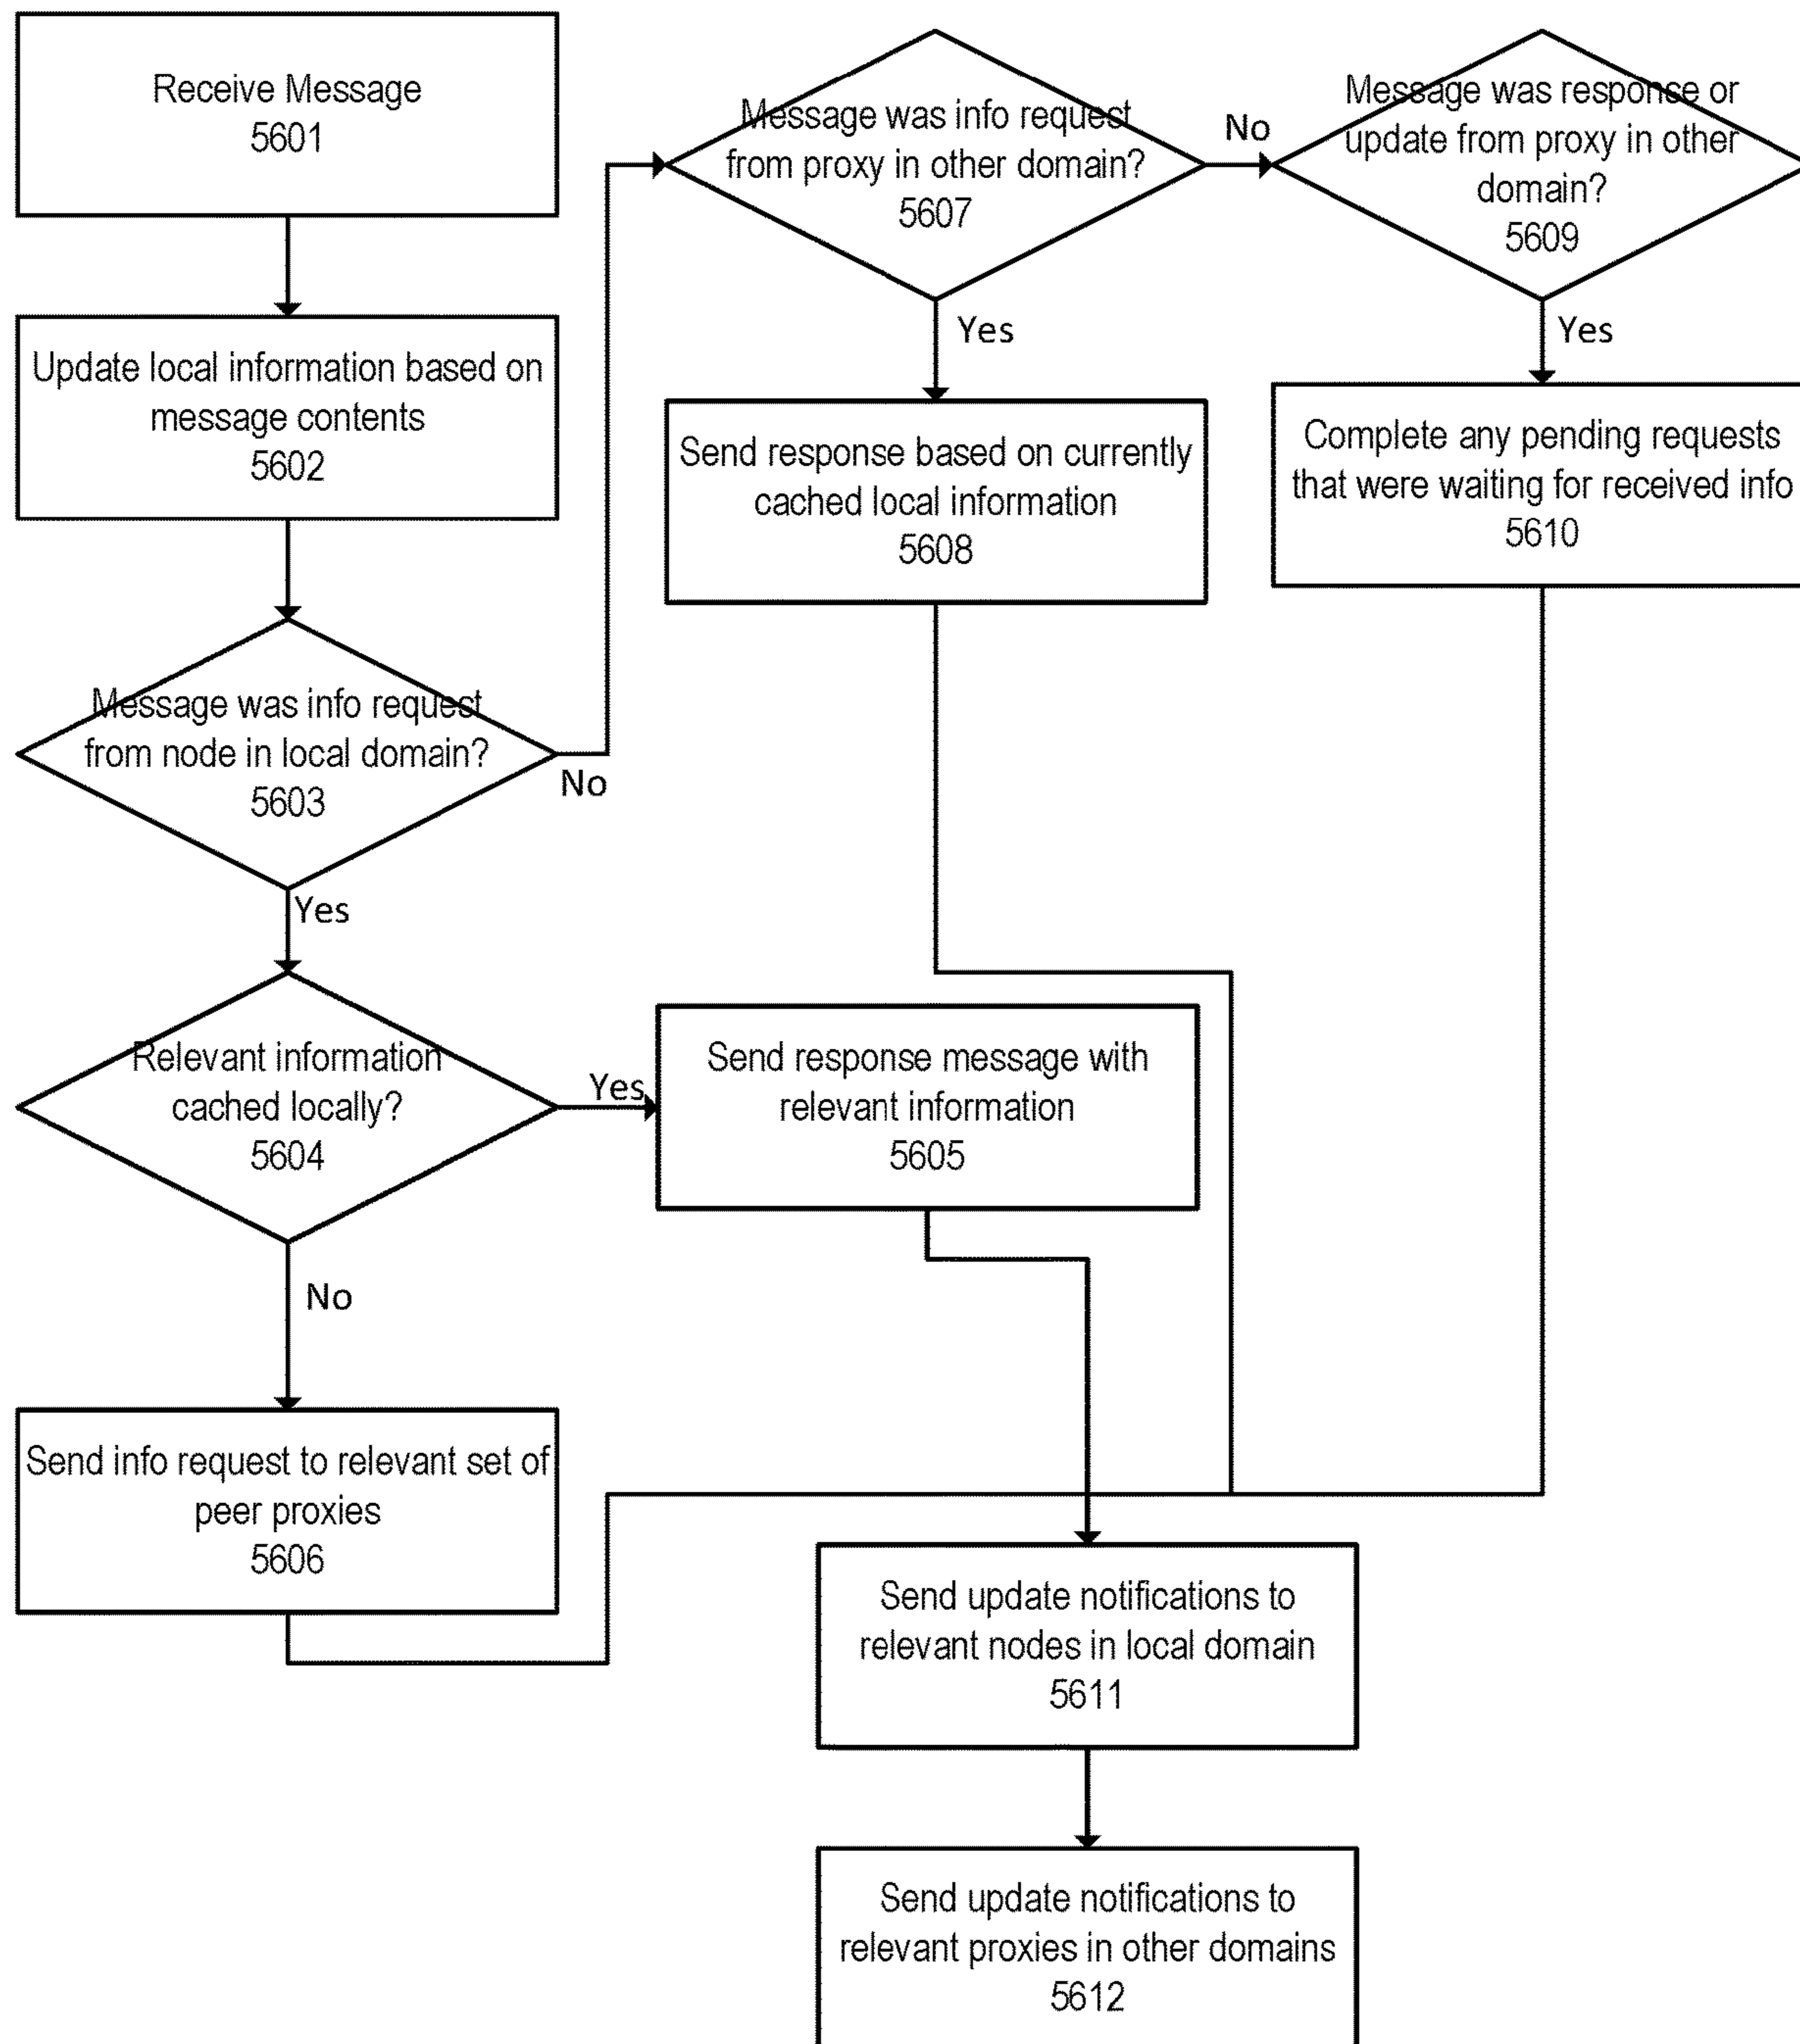 Receive Message
5601
Update local information based on
message contents
5602
Message was info request
from node in local domain?
5603
No
Yes
Relevant information
cached locally?
5604
Yes
No
Send response message with
relevant information
5605
Send info request to relevant set of
peer proxies
5606
Message was info request
from proxy in other domain?
5607
No
Yes
Send response based on currently
cached local information
5608
Message was response or
update from proxy in other
domain?
5609
Yes
Complete any pending requests
that were waiting for received info
5610
Send update notifications to
relevant nodes in local domain
5611
Send update notifications to
relevant proxies in other domains
5612